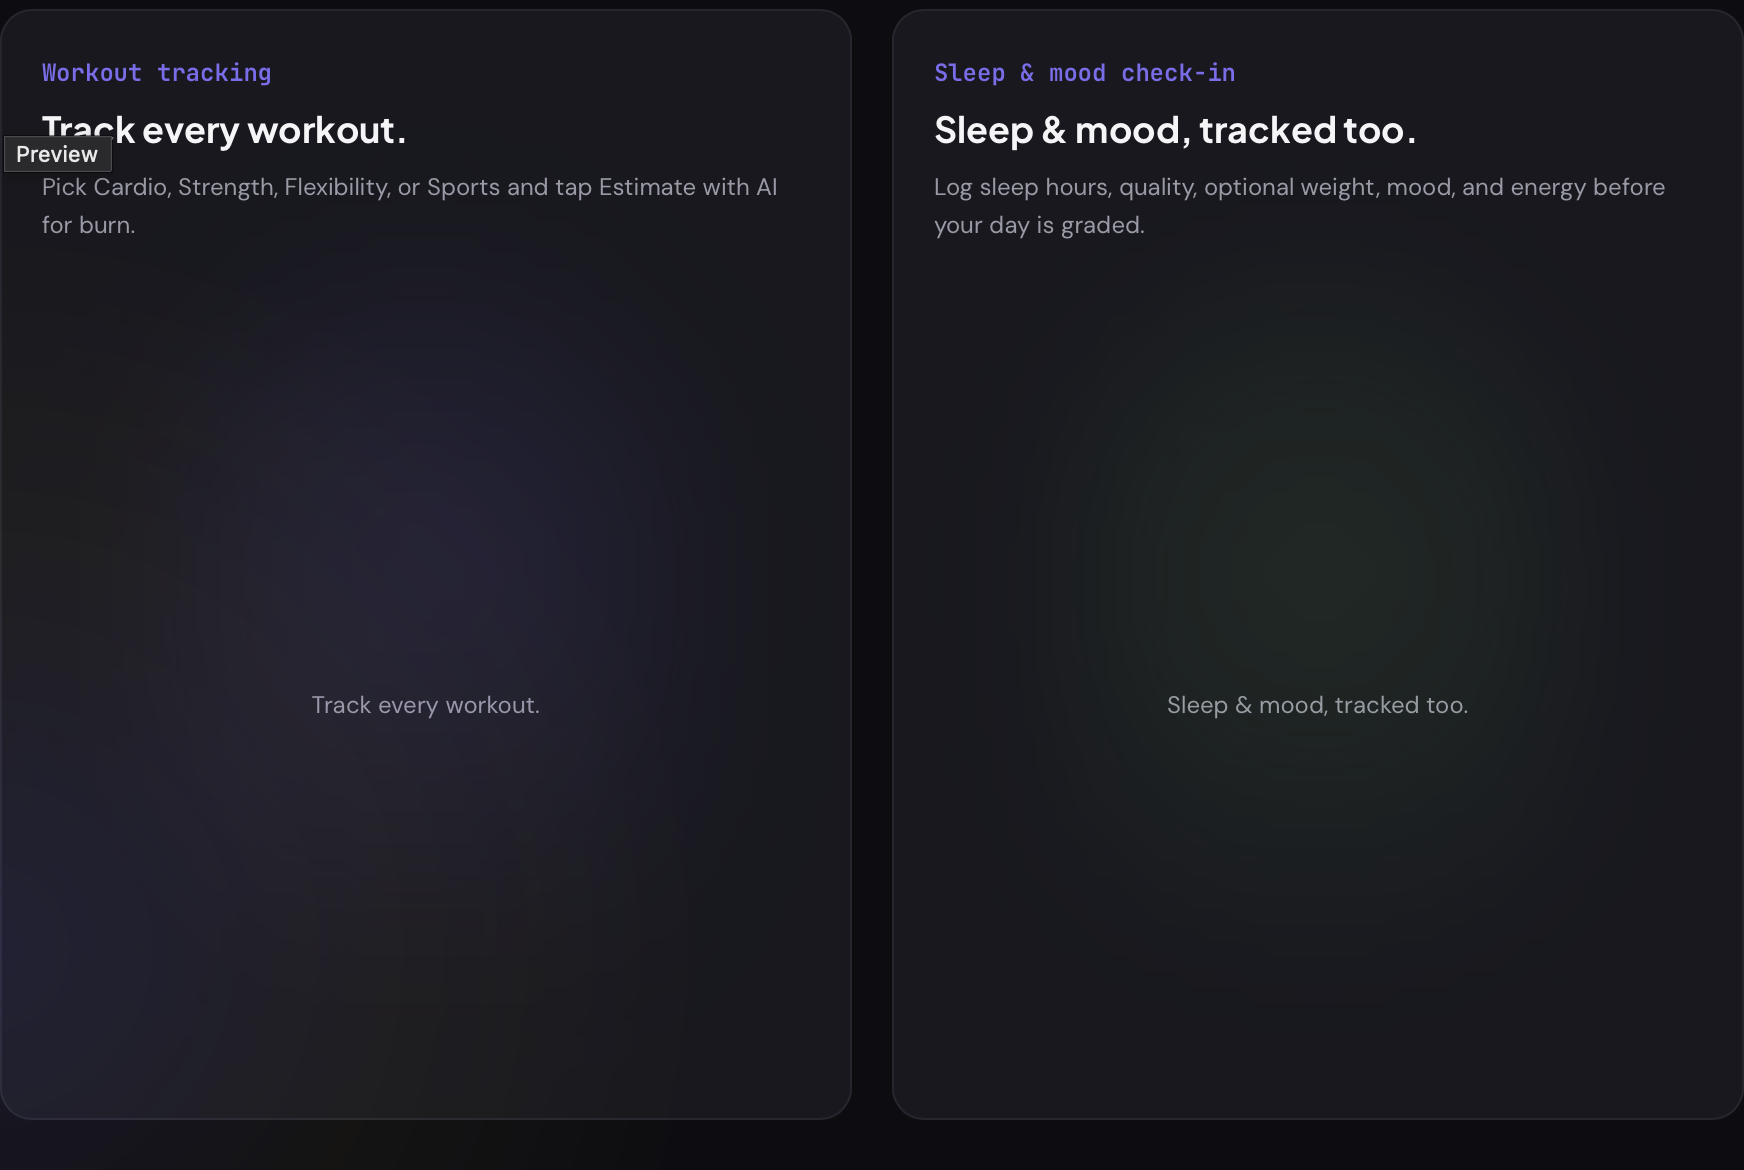 Workout tracking
Track every workout.
Preview
Pick Cardio, Strength, Flexibility, or Sports and tap Estimate with AI
for burn.
Track every workout.
Sleep & mood check-in
Sleep & mood, tracked too.
Log sleep hours, quality, optional weight, mood, and energy before
your day is graded.
Sleep & mood, tracked too.